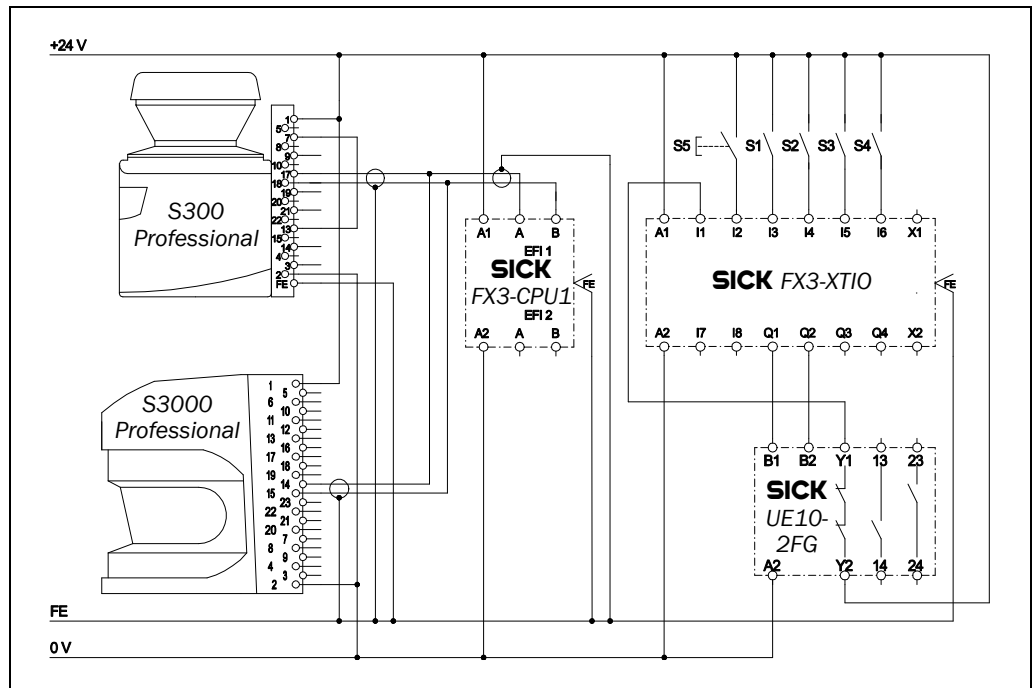 +24 V
S300
Professional
1
5
7
8
9
10
17
18
19
20
21
22
13
15
14
4
3
2
FE
S3000
Professional
1
5
6
10
11
12
13
16
17
18
19
14
15
23
22
21
20
7
8
9
4
3
2
A1 A B
EFI 1
SICK
FX3-CPU1
EFI 2
A2 A B
FE
S5 S1 S2 S3 S4
A1 I1 I2 I3 I4 I5 I6 X1
SICK FX3-XTIO
FE
A2 I7 I8 Q1 Q2 Q3 Q4 X2
B1 B2 Y1 13 23
SICK
UE10-
2FG
A2 Y2 14 24
FE
0 V